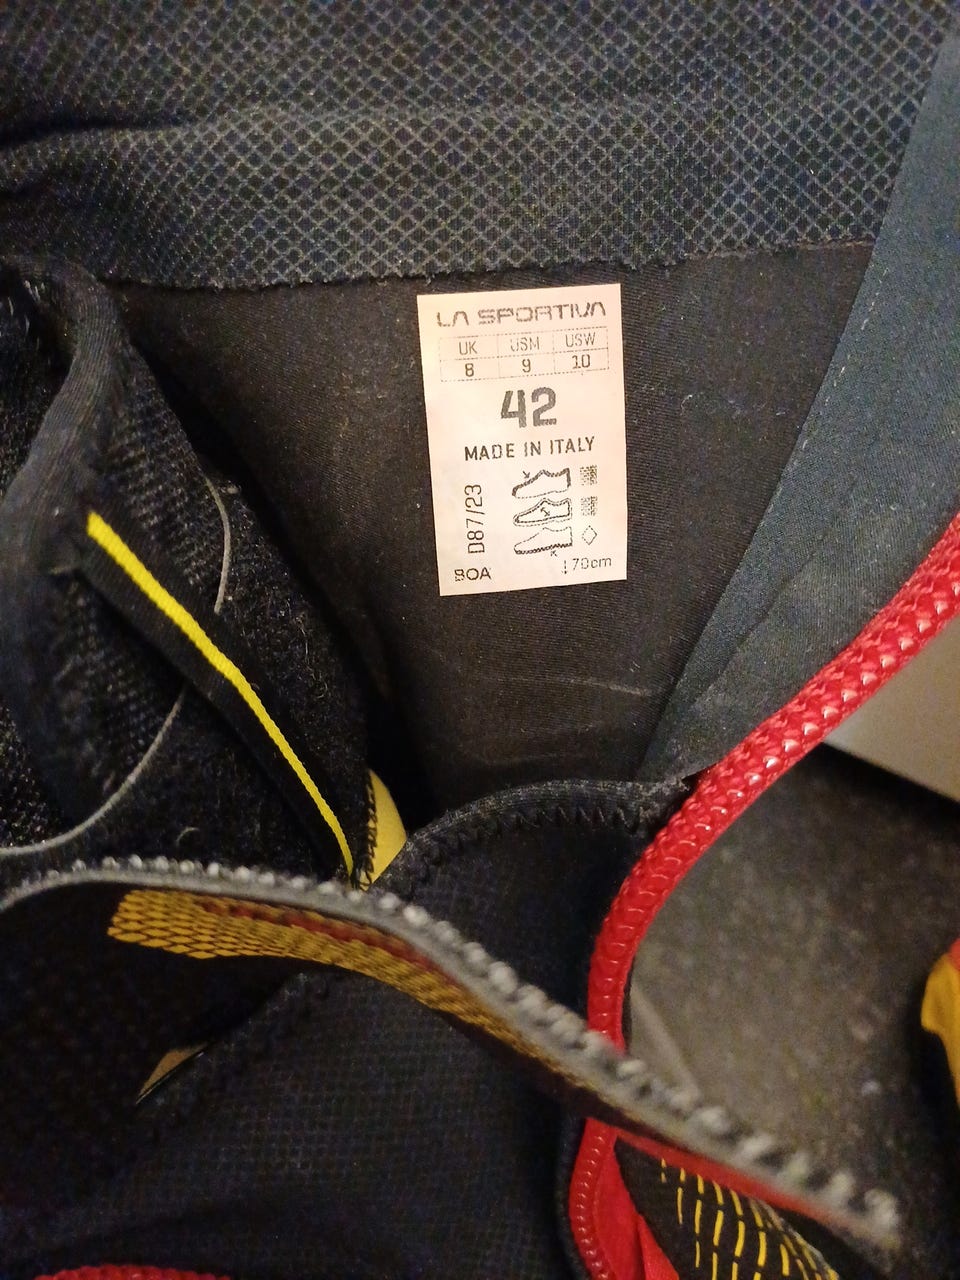 LA SPORTIVA
UK USM USW
8 9 10
42
MADE IN ITALY
D87/23
BOA 170cm